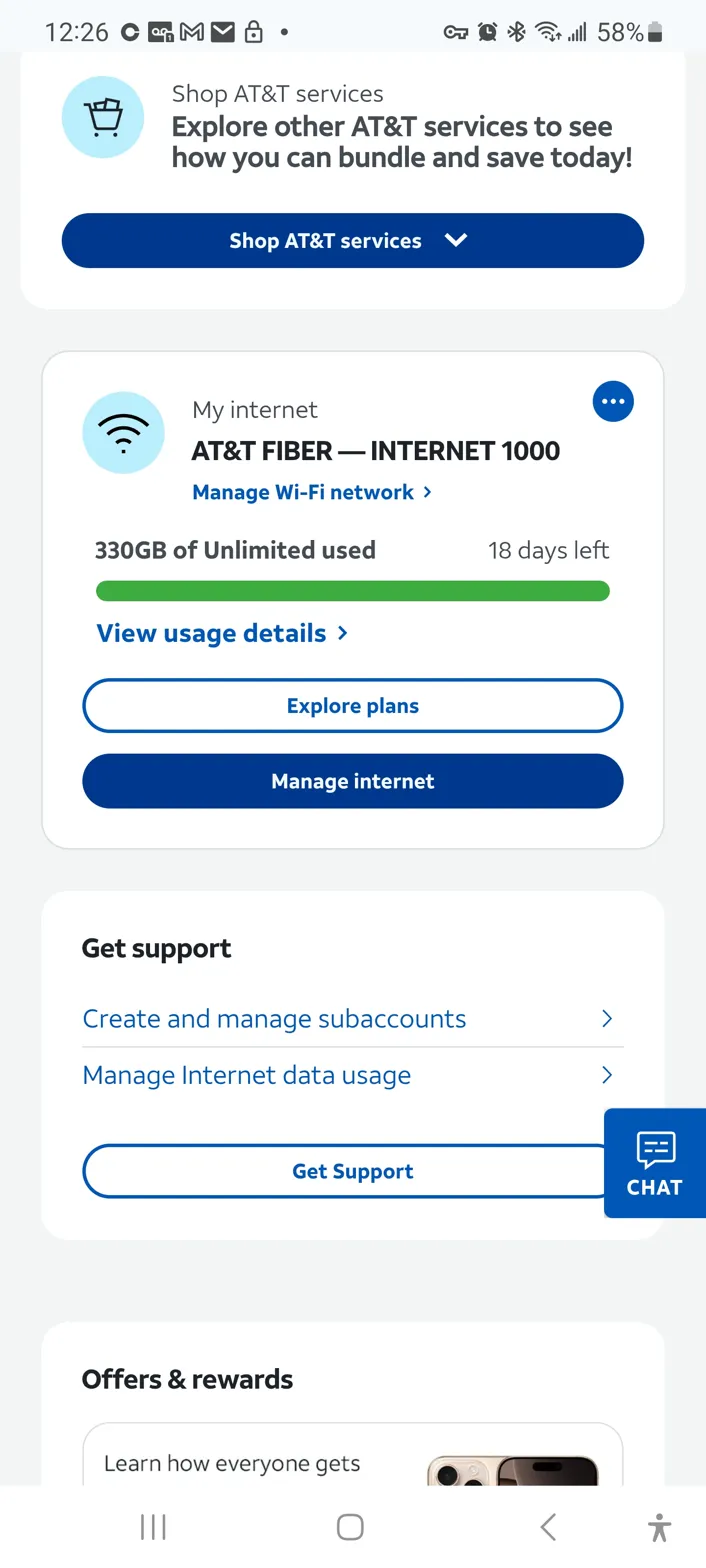 12:26
58%
Shop AT&T services
Explore other AT&T services to see
how you can bundle and save today!
Shop AT&T services
My internet
AT&T FIBER — INTERNET 1000
Manage Wi-Fi network
330GB of Unlimited used
18 days left
View usage details
Explore plans
Manage internet
Get support
Create and manage subaccounts
Manage Internet data usage
Get Support
CHAT
Offers & rewards
Learn how everyone gets